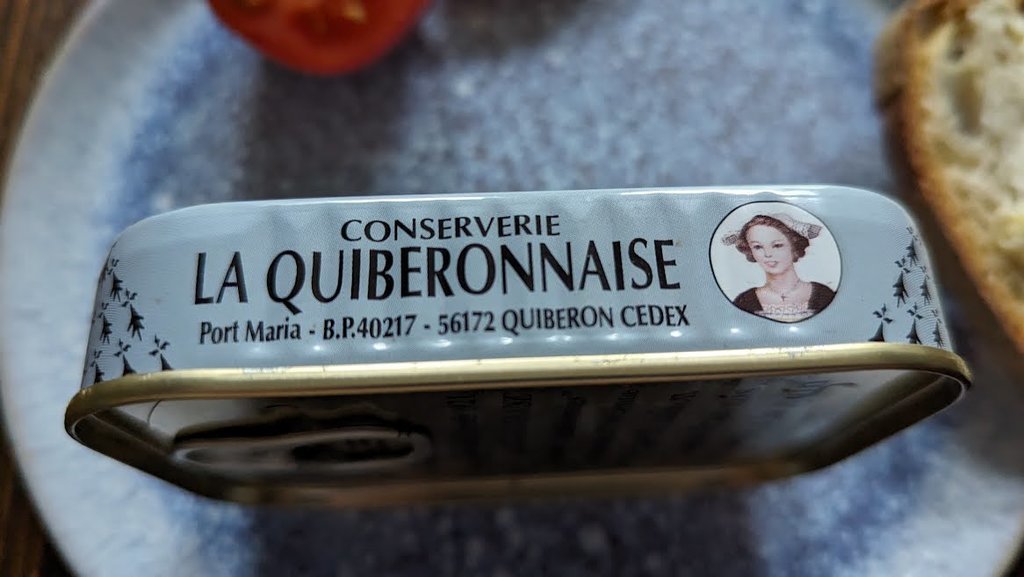 CONSERVERIE
LA QUIBERONNAISE
Port Maria - B.P.40217 - 56172 QUIBERON CEDEX